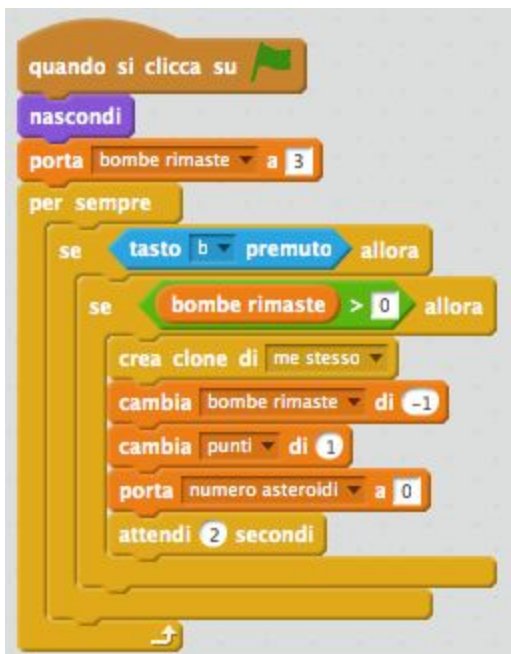 quando si clicca su
nascondi
porta bombe rimaste a 3
per sempre
se tasto b premuto allora
se bombe rimaste > 0 allora
crea clone di me stesso
cambia bombe rimaste di -1
cambia punti di 1
porta numero asteroidi a 0
attendi 2 secondi